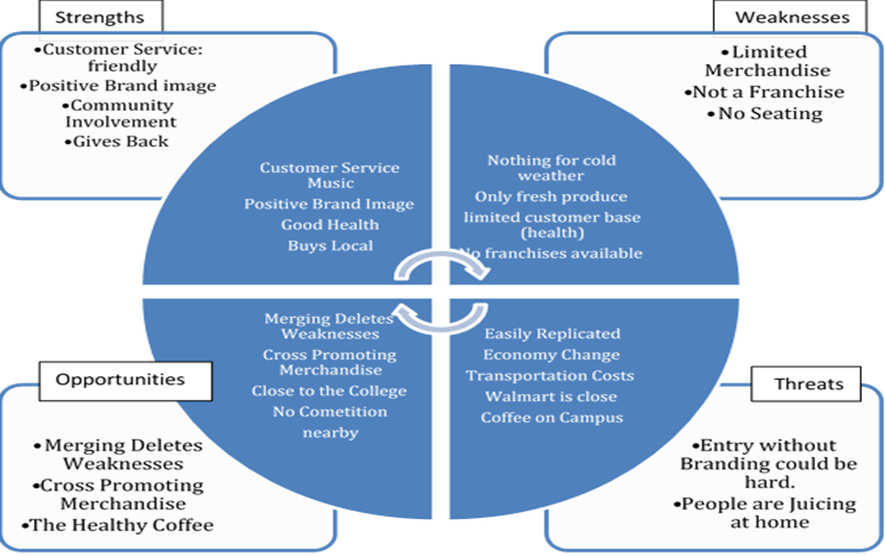 Strengths
•Customer Service:
friendly
•Positive Brand image
•Community
Involvement
•Gives Back
Weaknesses
•Limited
Merchandise
•Not a Franchise
•No Seating
Customer Service
Music
Positive Brand Image
Good Health
Buys Local
Nothing for cold
weather
Only fresh produce
limited customer base
(health)
No franchises available
Merging Deletes
Weaknesses
Cross Promoting
Merchandise
Close to the College
No Cometition
nearby
Easily Replicated
Economy Change
Transportation Costs
Walmart is close
Coffee on Campus
Opportunities
•Merging Deletes
Weaknesses
•Cross Promoting
Merchandise
•The Healthy Coffee
Threats
•Entry without
Branding could be
hard.
•People are Juicing
at home